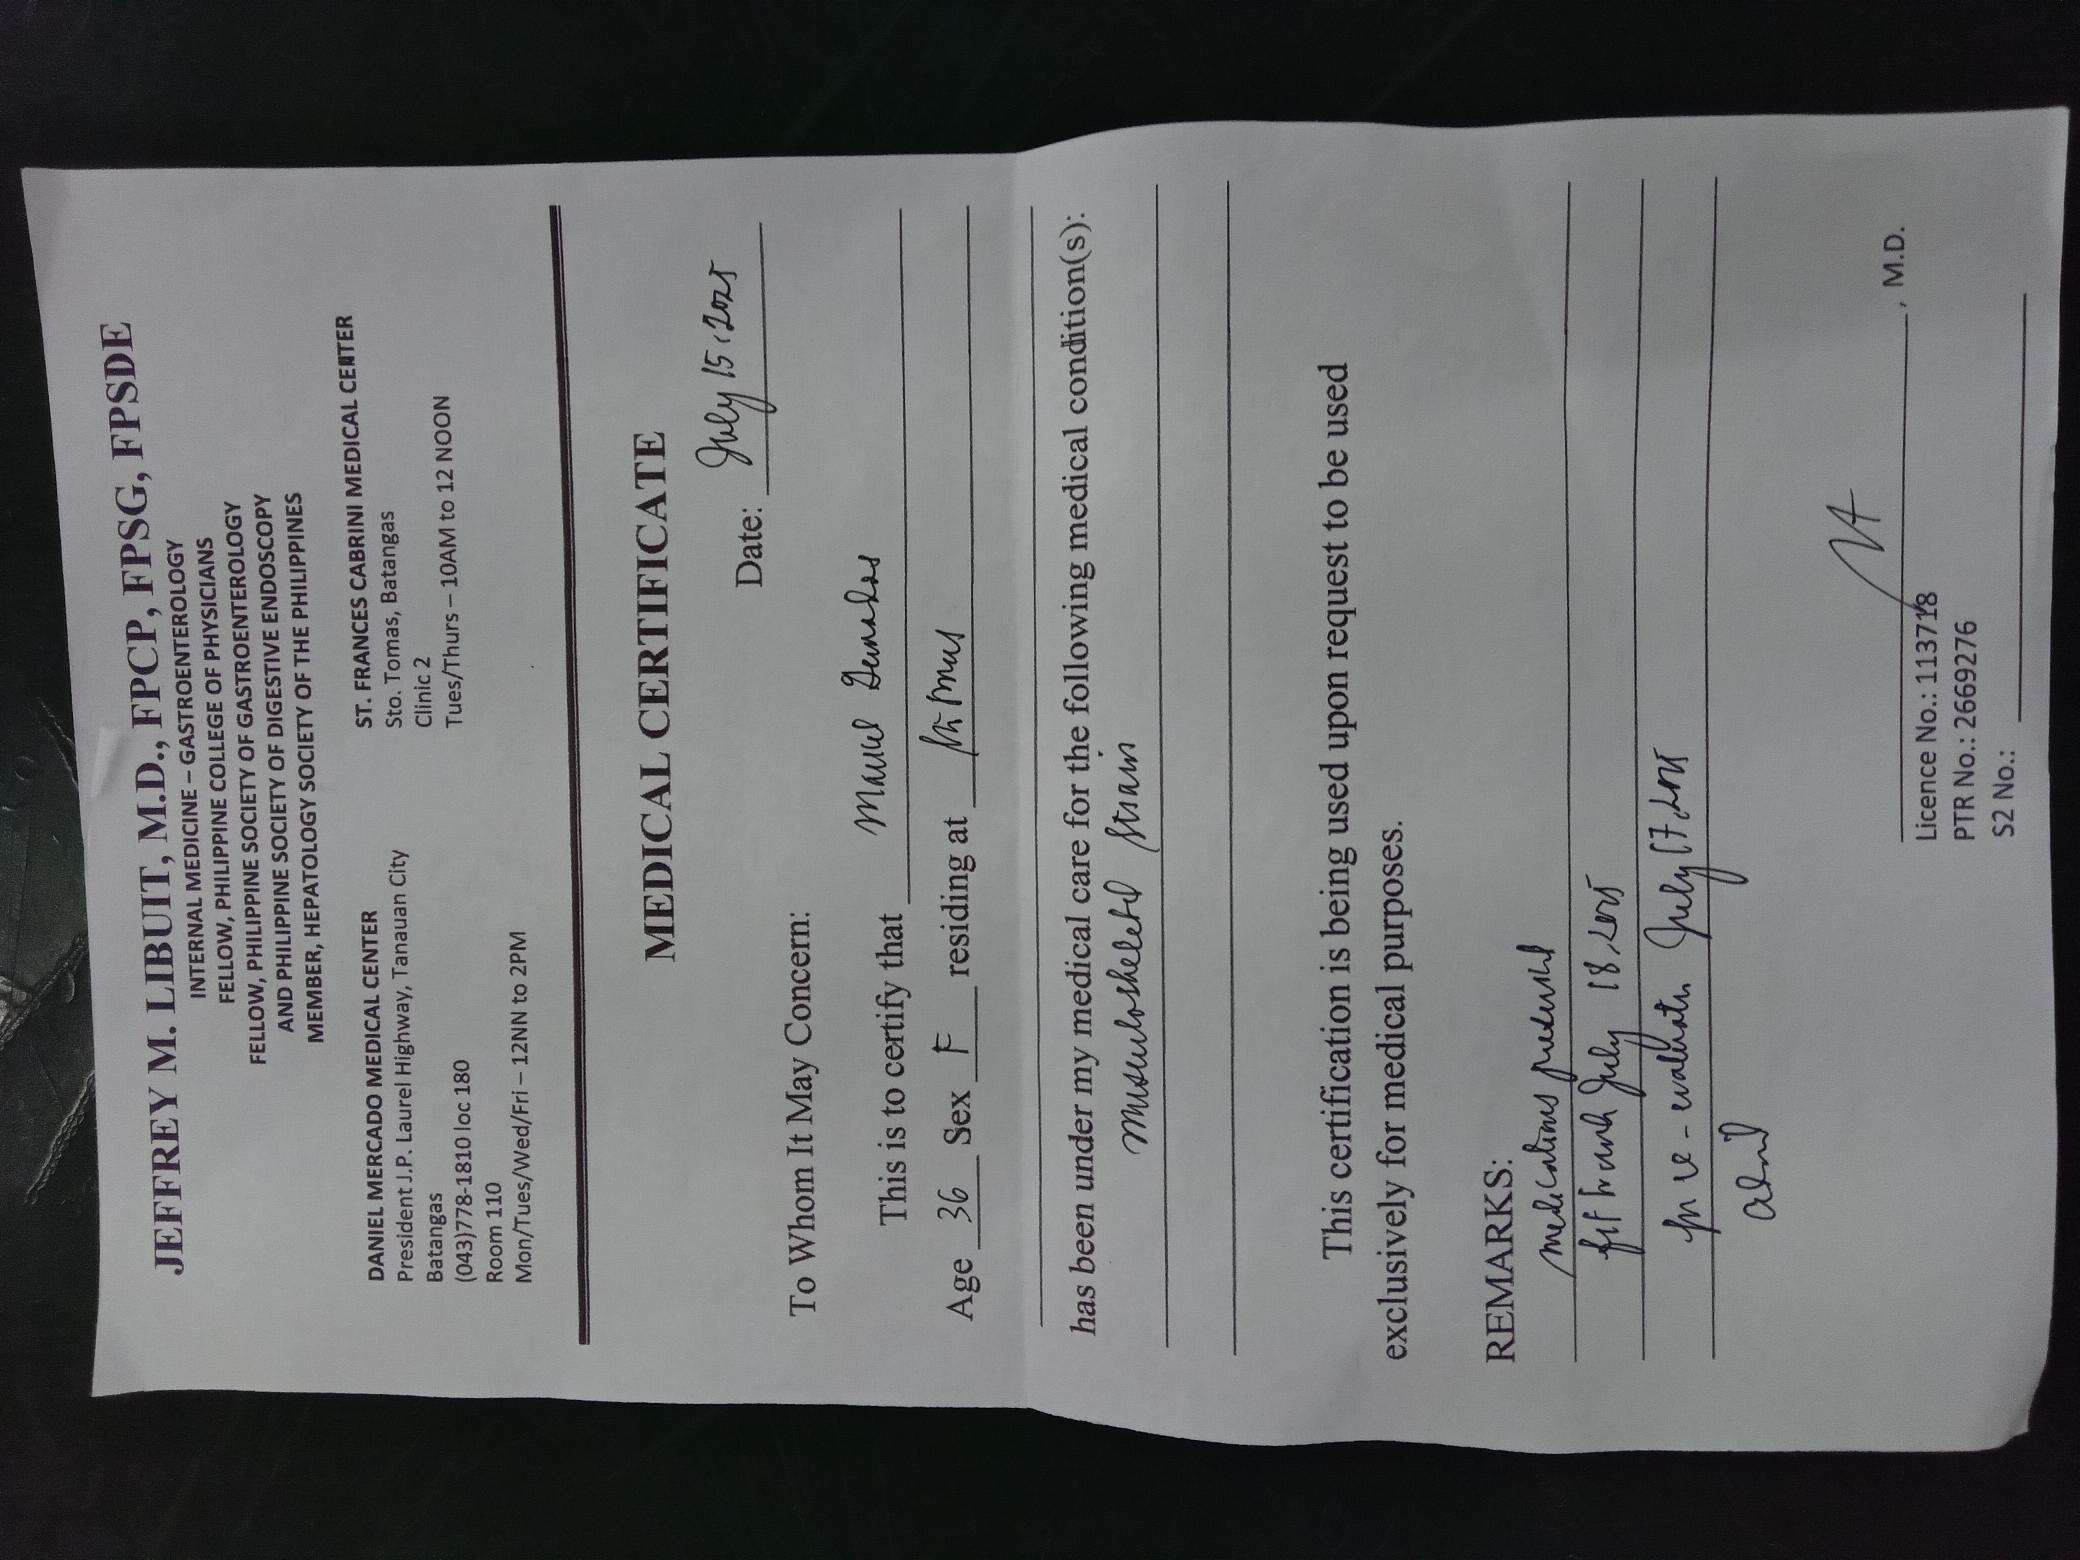 JEFFREY M. LIBUIT, M.D., FPCP, FPSG, FPSDE
INTERNAL MEDICINE – GASTROENTEROLOGY
FELLOW, PHILIPPINE COLLEGE OF PHYSICIANS
FELLOW, PHILIPPINE SOCIETY OF GASTROENTEROLOGY
AND PHILIPPINE SOCIETY OF DIGESTIVE ENDOSCOPY
MEMBER, HEPATOLOGY SOCIETY OF THE PHILIPPINES
DANIEL MERCADO MEDICAL CENTER
President J.P. Laurel Highway, Tanauan City
Batangas
(043)778-1810 loc 180
Room 110
Mon/Tues/Wed/Fri – 12NN to 2PM
ST. FRANCES CABRINI MEDICAL CENTER
Sto. Tomas, Batangas
Clinic 2
Tues/Thurs – 10AM to 12 NOON
MEDICAL CERTIFICATE
Date: July 15, 2025
To Whom It May Concern:
This is to certify that
Age 36 Sex F residing at
has been under my medical care for the following medical condition(s):
musculoskeletal strain
This certification is being used upon request to be used
exclusively for medical purposes.
REMARKS:
medications prescribed
fit to work July 18, 2025
for re-evaluation July 17, 2025
, M.D.
Licence No.: 113718
PTR No.: 2669276
S2 No.: